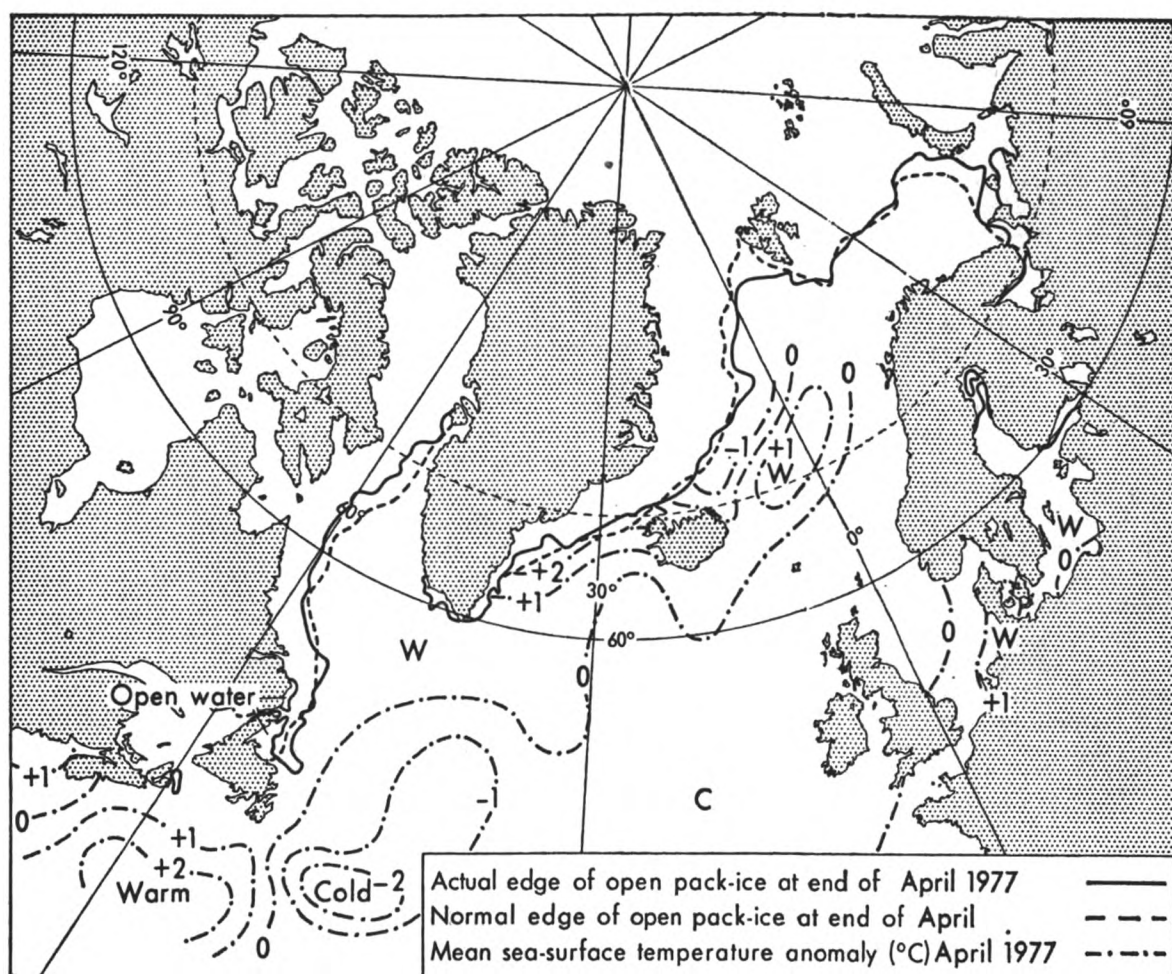 120°
60°
90°
0
0
-1
+1
W
30°
0°
W
0
+2
+1
30°
60°
W
0
0
W
+1
Open water
+1
0
-1
C
+1
+2
Warm
Cold
-2
0
Actual edge of open pack-ice at end of April 1977
Normal edge of open pack-ice at end of April
Mean sea-surface temperature anomaly (°C) April 1977